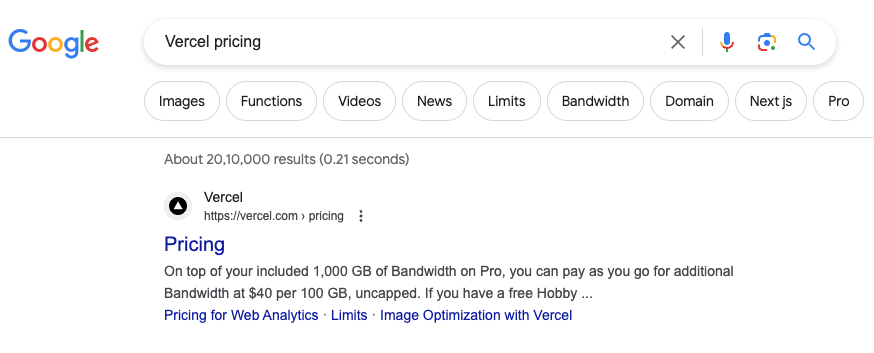 Google
Vercel pricing
Images Functions Videos News Limits Bandwidth Domain Next js Pro
About 20,10,000 results (0.21 seconds)
Vercel
https://vercel.com › pricing
Pricing
On top of your included 1,000 GB of Bandwidth on Pro, you can pay as you go for additional
Bandwidth at $40 per 100 GB, uncapped. If you have a free Hobby ...
Pricing for Web Analytics · Limits · Image Optimization with Vercel